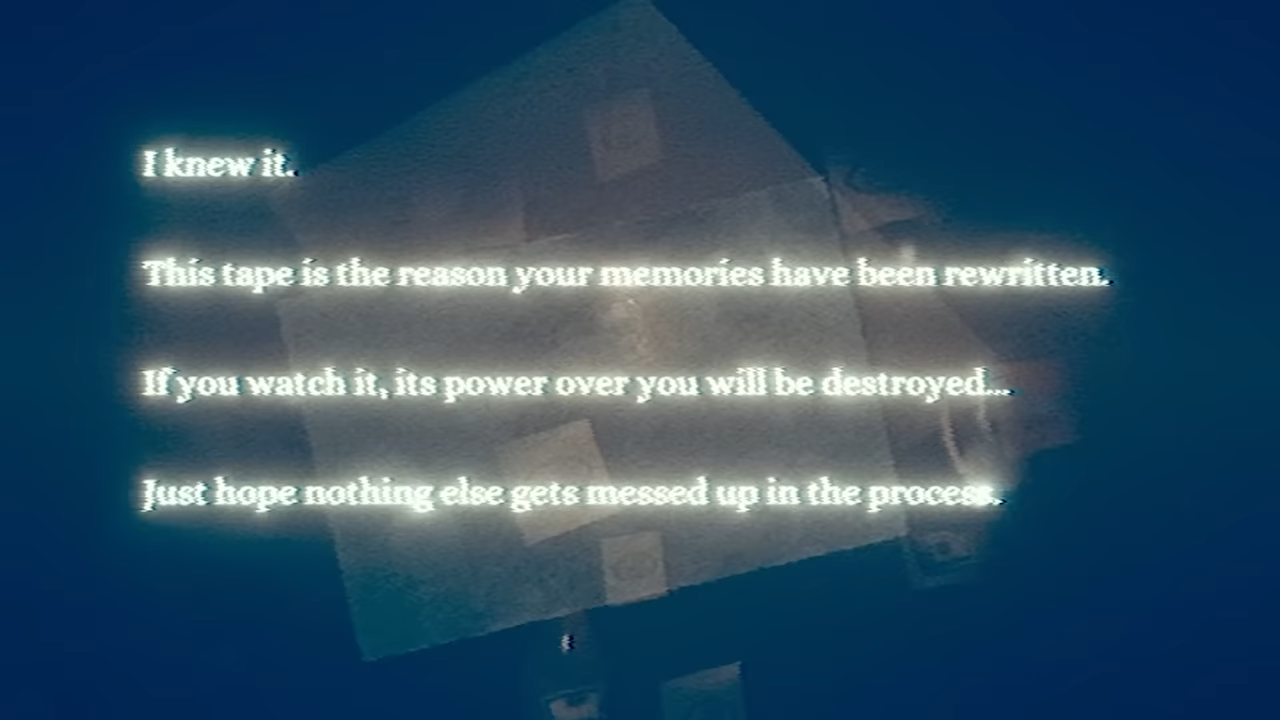 I knew it.
This tape is the reason your memories have been rewritten.
If you watch it, its power over you will be destroyed...
Just hope nothing else gets messed up in the process.